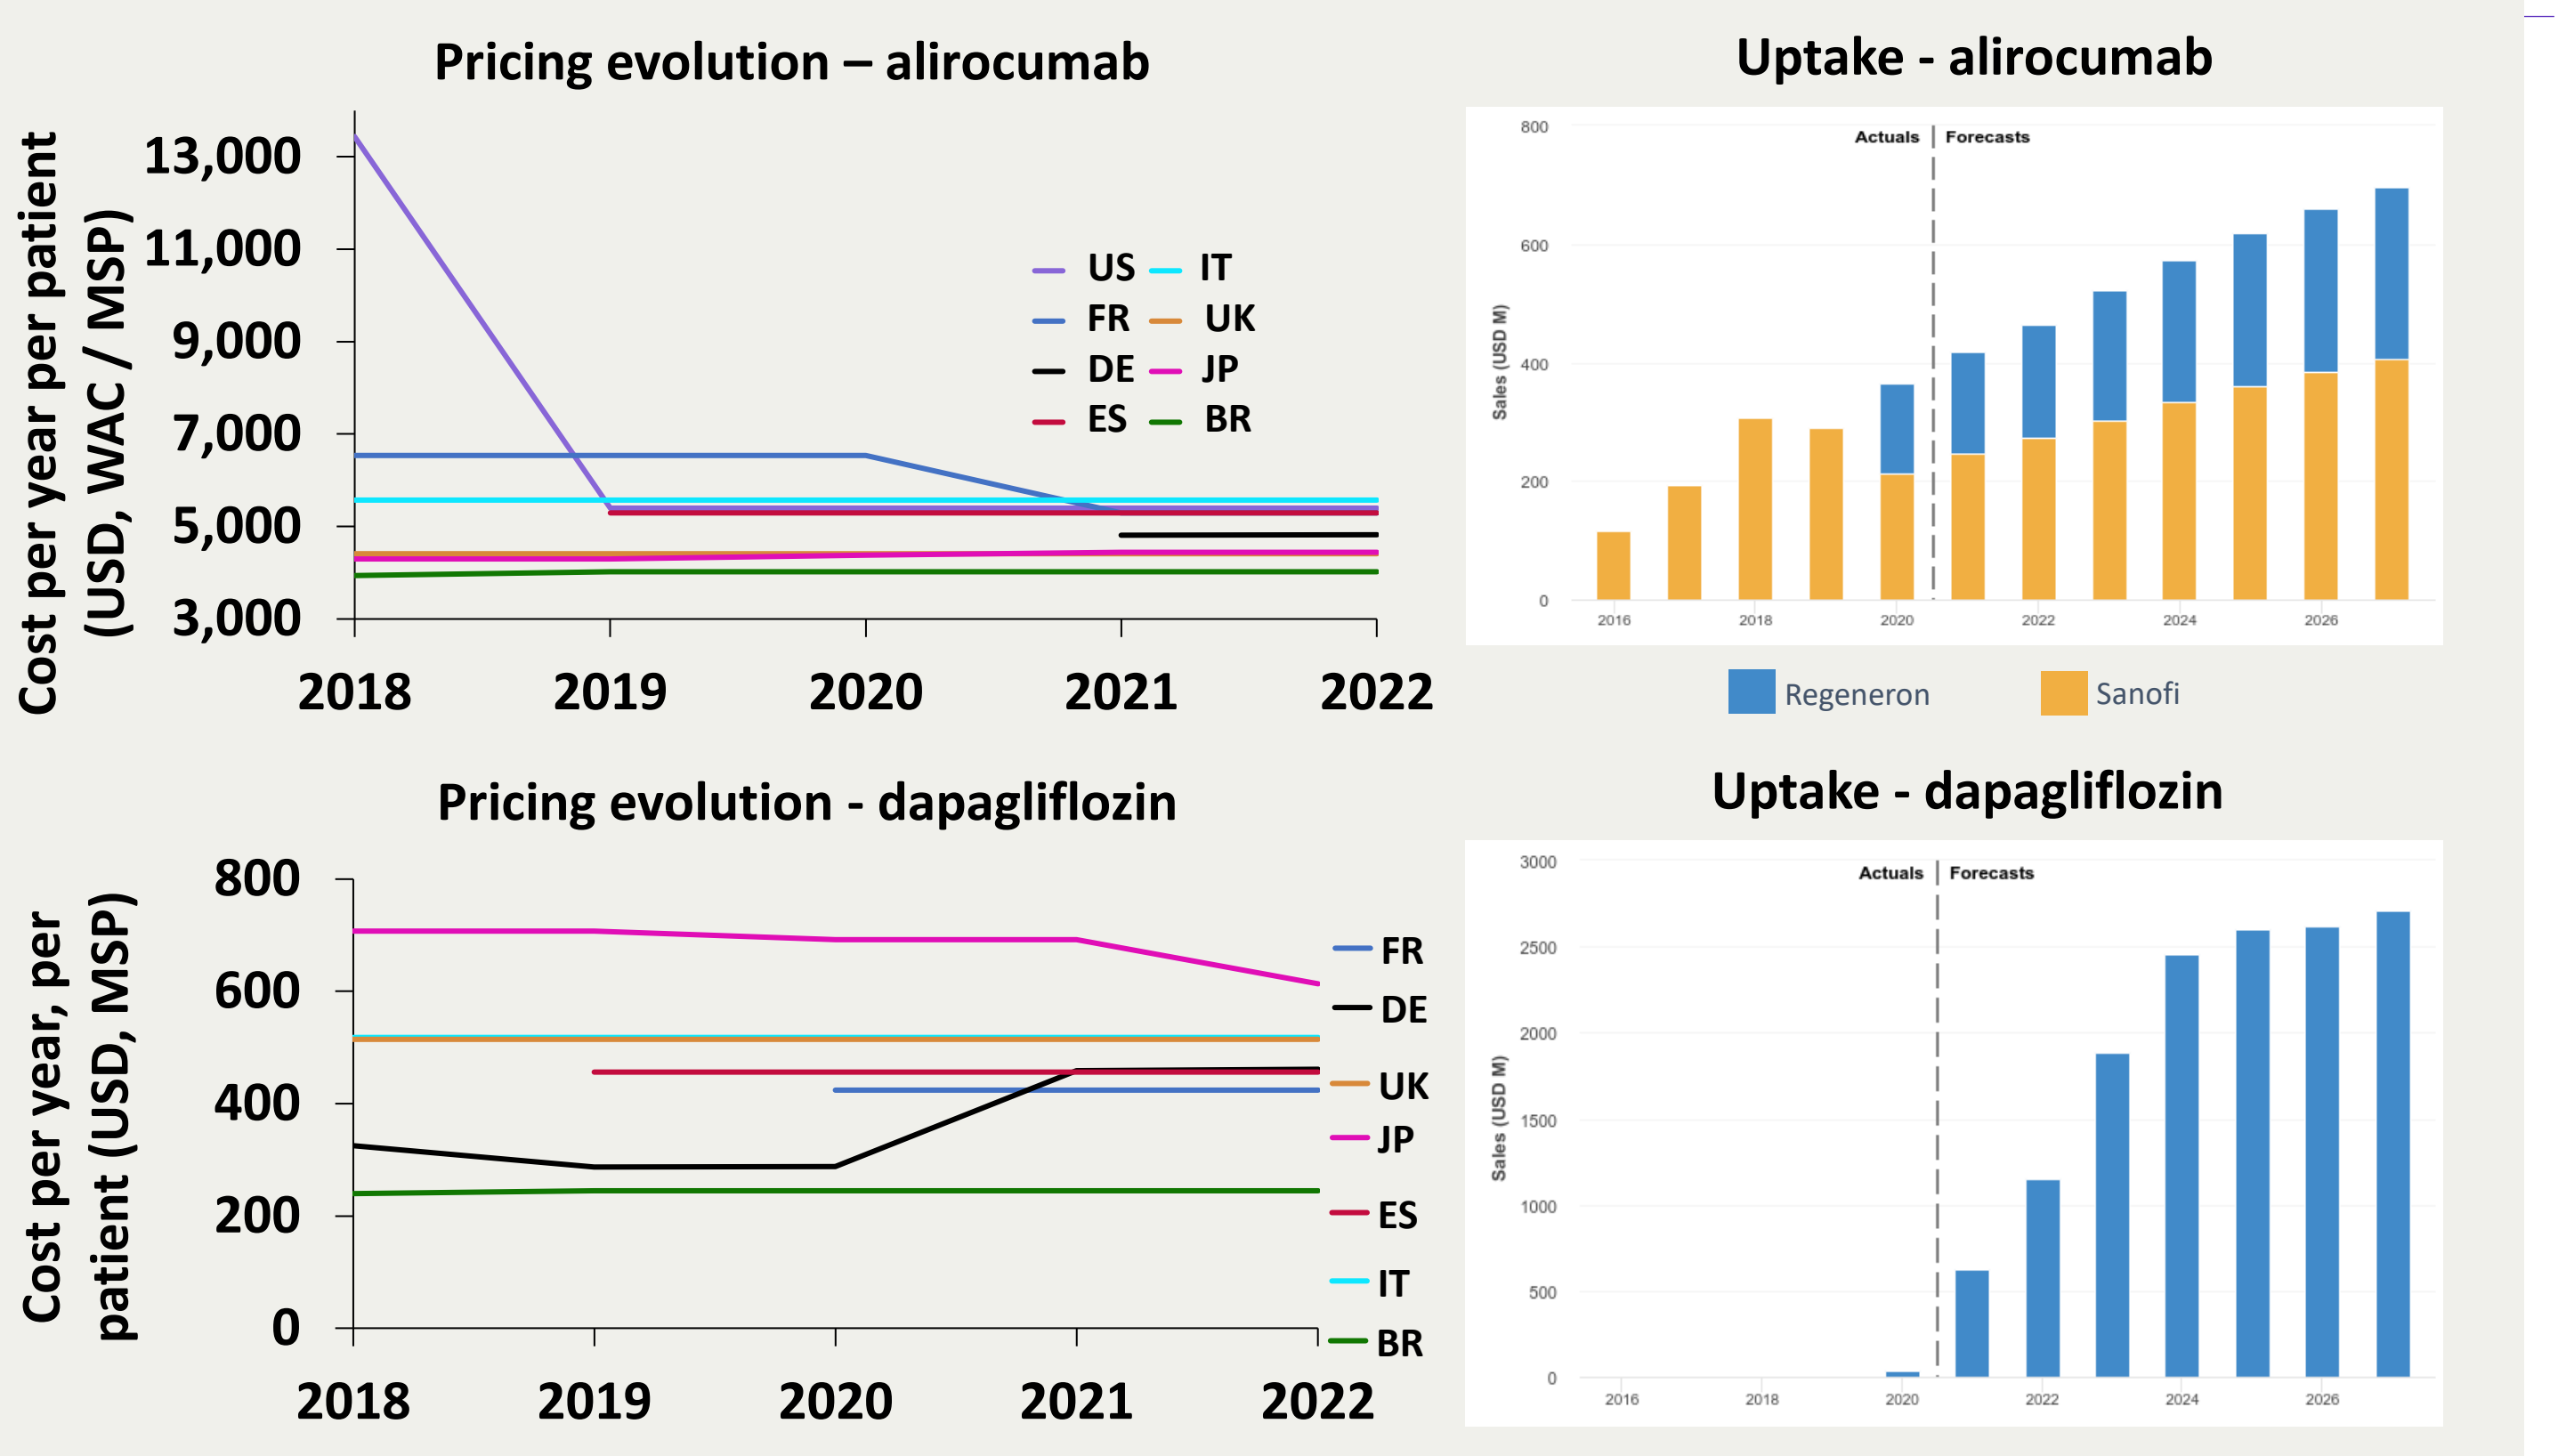 Pricing evolution – alirocumab
Cost per year per patient
(USD, WAC / MSP)
13,000
11,000
9,000
7,000
5,000
3,000
2018 2019 2020 2021 2022
US IT
FR UK
DE JP
ES BR
Uptake - alirocumab
Actuals Forecasts
Sales (USD M)
800
600
400
200
0
2016 2018 2020 2022 2024 2026
Regeneron Sanofi
Pricing evolution - dapagliflozin
Cost per year, per
patient (USD, MSP)
800
600
400
200
0
2018 2019 2020 2021 2022
FR
DE
UK
JP
ES
IT
BR
Uptake - dapagliflozin
Actuals Forecasts
Sales (USD M)
3000
2500
2000
1500
1000
500
0
2016 2018 2020 2022 2024 2026